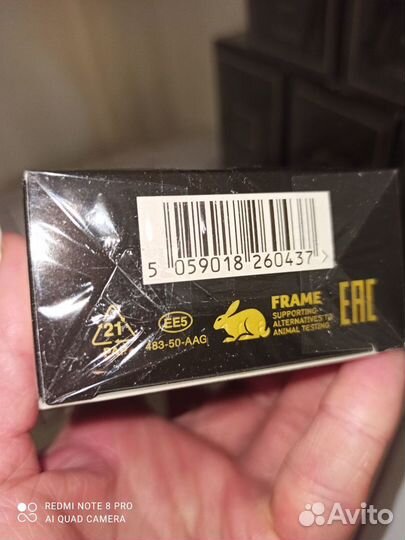 5 059018 260437 >
FRAME
SUPPORTING
ALTERNATIVES TO
ANIMAL TESTING
EAC
21
PAP
EE5
483-50-AAG
REDMI NOTE 8 PRO
AI QUAD CAMERA
Avito